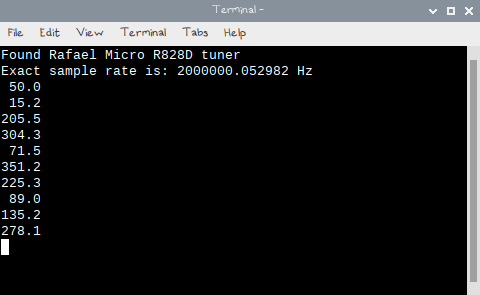 Terminal -
File Edit View Terminal Tabs Help
Found Rafael Micro R828D tuner
Exact sample rate is: 2000000.052982 Hz
50.0
15.2
205.5
304.3
71.5
351.2
225.3
89.0
135.2
278.1